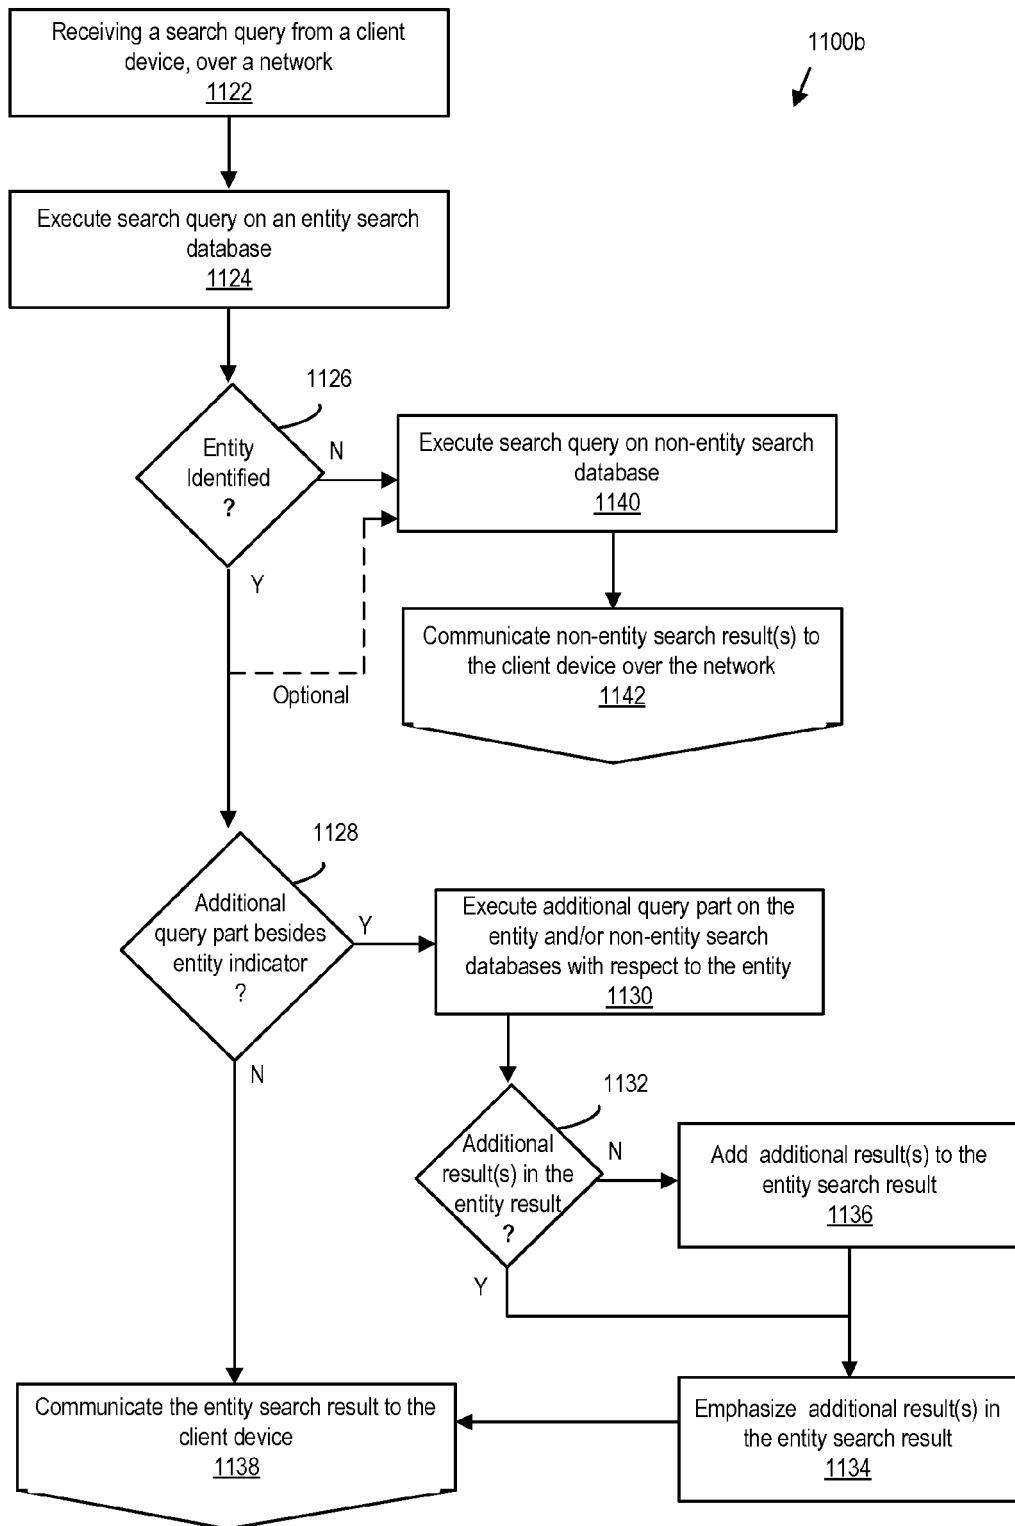 Receiving a search query from a client
device, over a network
1122
1100b
Execute search query on an entity search
database
1124
1126
Entity
Identified
?
N
Y
Execute search query on non-entity search
database
1140
Optional
Communicate non-entity search result(s) to
the client device over the network
1142
1128
Additional
query part besides
entity indicator
?
Y
N
Execute additional query part on the
entity and/or non-entity search
databases with respect to the entity
1130
1132
Additional
result(s) in the
entity result
?
N
Y
Add additional result(s) to the
entity search result
1136
Communicate the entity search result to the
client device
1138
Emphasize additional result(s) in
the entity search result
1134